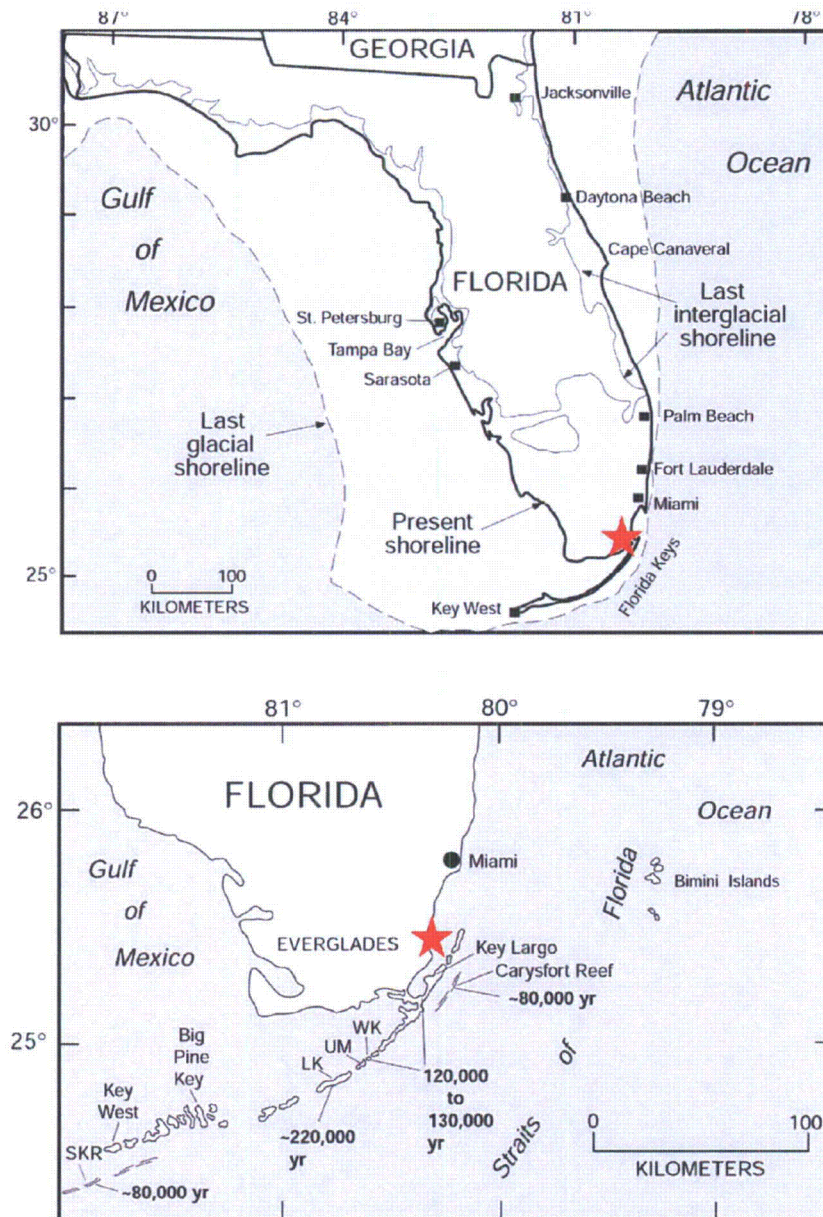 87°
84°
81°
78°
GEORGIA
Jacksonville
Atlantic
Ocean
30°
Gulf
of
Mexico
Daytona Beach
Cape Canaveral
FLORIDA
Last
interglacial
shoreline
St. Petersburg
Tampa Bay
Sarasota
Last
glacial
shoreline
Palm Beach
Fort Lauderdale
Miami
Present
shoreline
25°
0 100
KILOMETERS
Key West
Florida Keys
81°
80°
79°
FLORIDA
Atlantic
Ocean
26°
Gulf
of
Mexico
Miami
Florida
Bimini Islands
EVERGLADES
Key Largo
Carysfort Reef
~80,000 yr
25°
Big
Pine
Key
WK
UM
LK
of
120,000
to
130,000
yr
Key
West
~220,000
yr
Straits
0 100
KILOMETERS
SKR
~80,000 yr